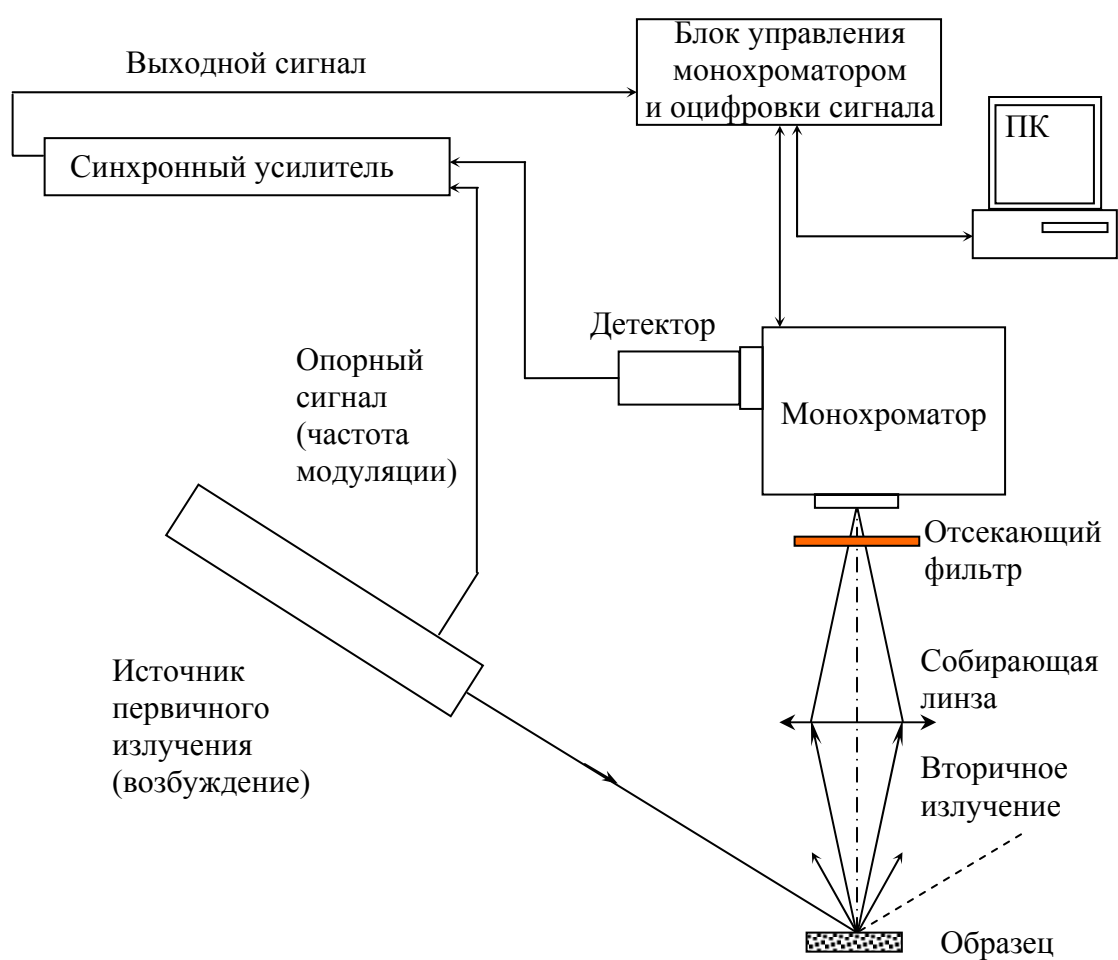 Блок управления
монохроматором
и оцифровки сигнала
Выходной сигнал
ПК
Синхронный усилитель
Детектор
Опорный
сигнал
(частота
модуляции)
Монохроматор
Отсекающий
фильтр
Источник
первичного
излучения
(возбуждение)
Собирающая
линза
Вторичное
излучение
Образец